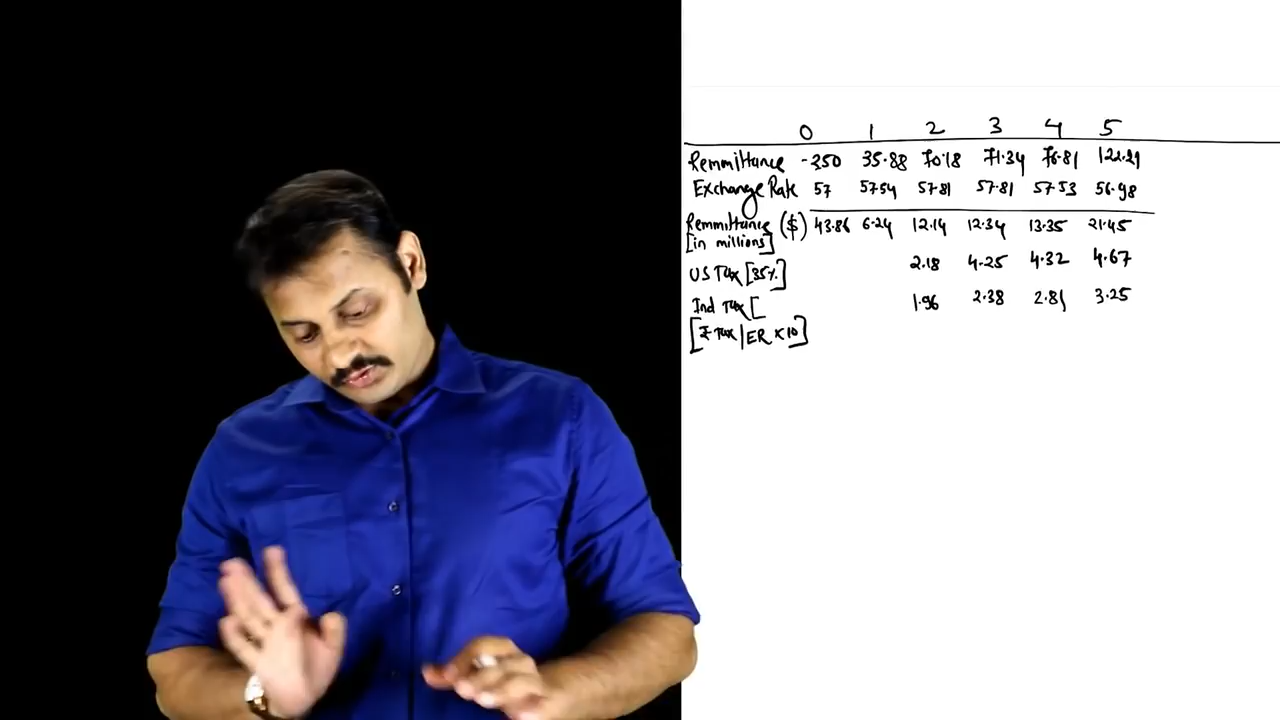 0 1 2 3 4 5
Remmittance -250 35.88 70.18 71.34 76.81 122.29
Exchange Rate 57 57.54 57.81 57.81 57.53 56.98
Remmittance ($) 43.86 6.24 12.14 12.34 13.35 21.45
[in millions]
US Tax [35%] 2.18 4.25 4.32 4.67
Ind Tax [ 1.96 2.38 2.81 3.25
[₹ Tax | ER × 10]